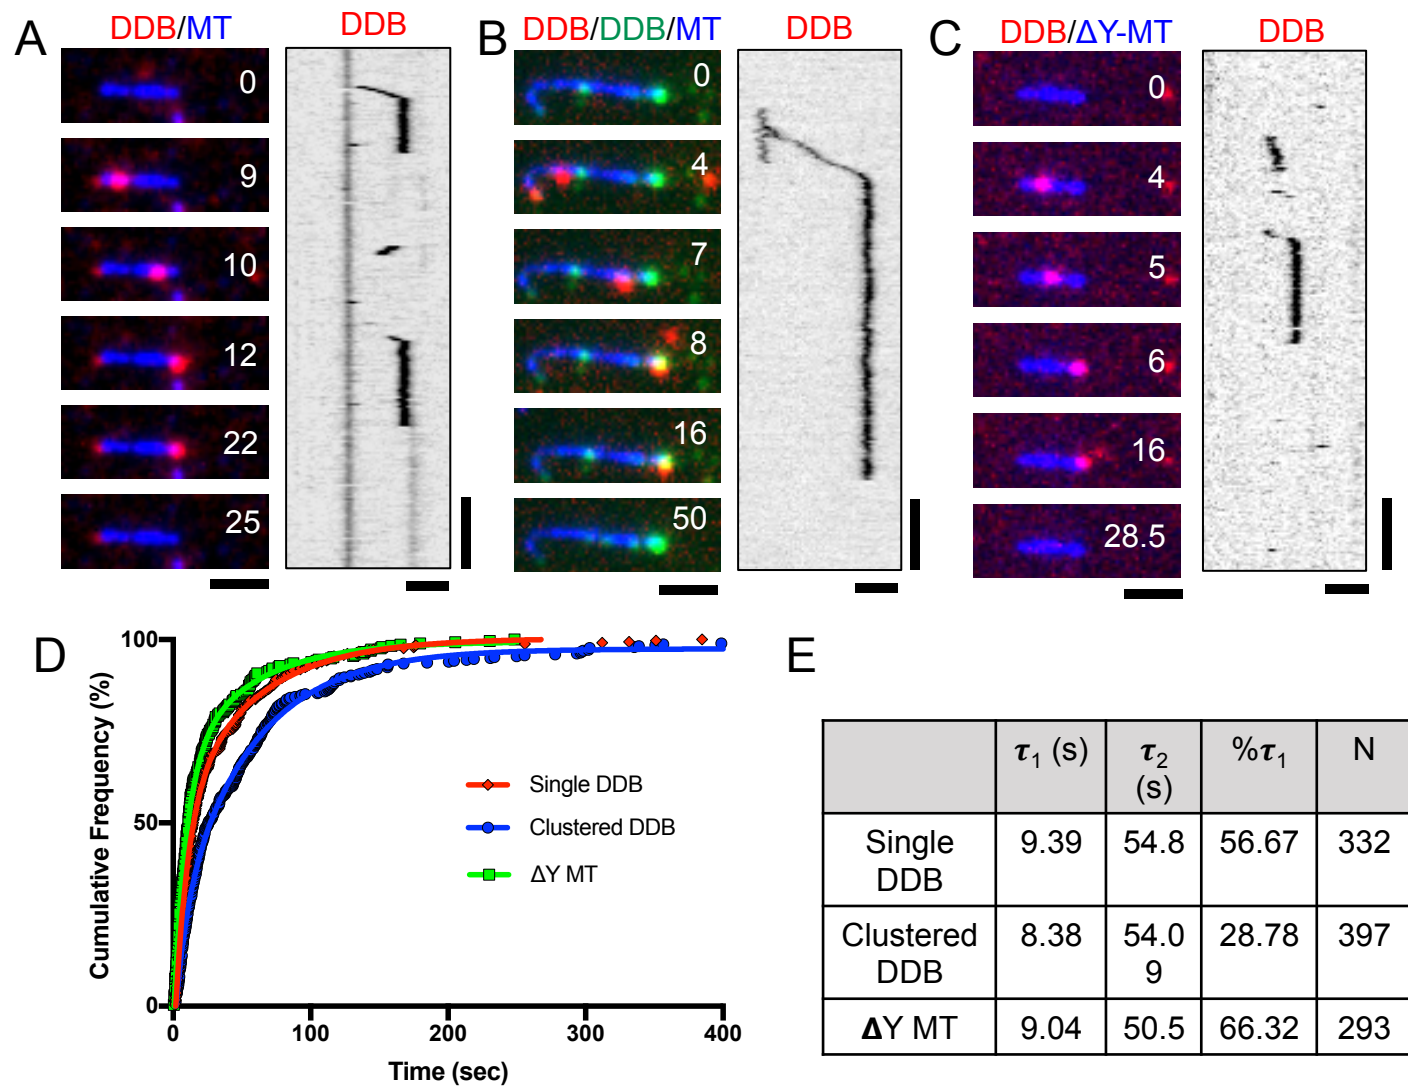 A
DDB/MT
DDB
0
9
10
12
22
25
B
DDB/DDB/MT
DDB
0
4
7
8
16
50
C
DDB/ΔY-MT
DDB
0
4
5
6
16
28.5
D
Cumulative Frequency (%)
100
50
0
0
100
200
300
400
Time (sec)
Single DDB
Clustered DDB
ΔY MT
E
τ1 (s)
τ2
(s)
%τ1
N
Single
DDB
9.39
54.8
56.67
332
Clustered
DDB
8.38
54.0
9
28.78
397
ΔY MT
9.04
50.5
66.32
293